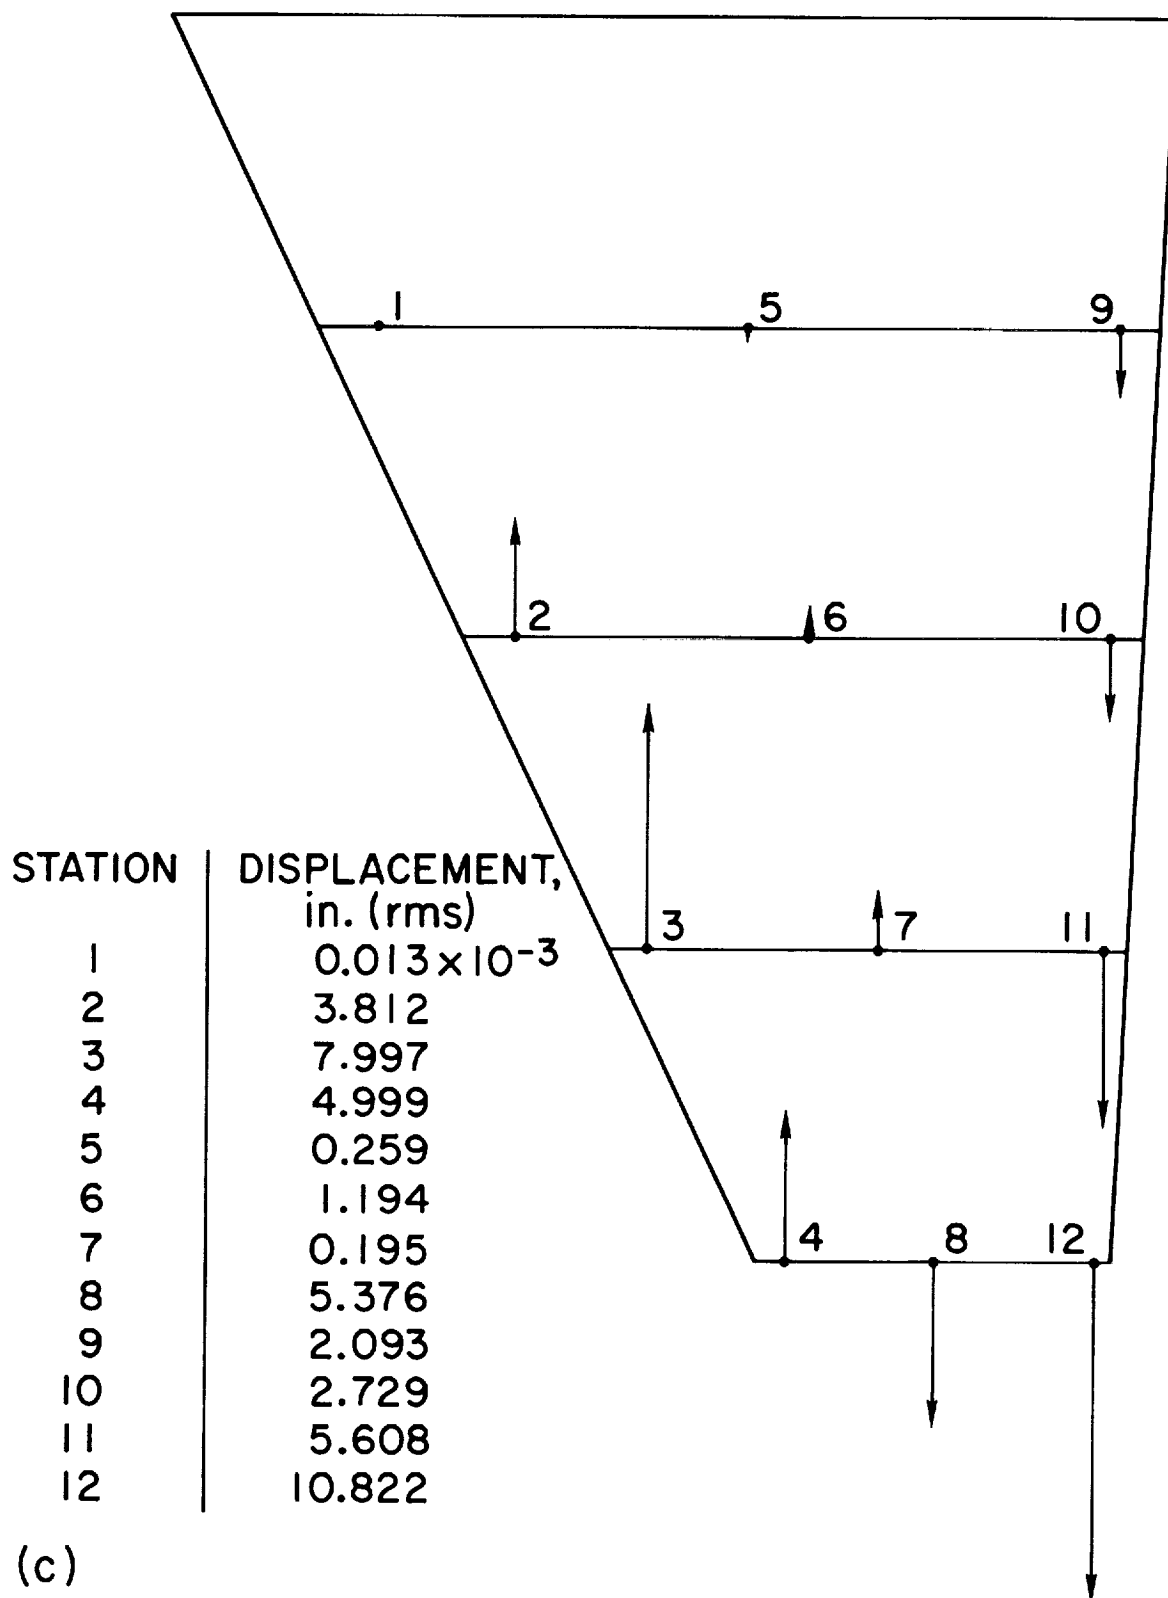 1 5 9
2 6 10
3 7 11
4 8 12
STATION DISPLACEMENT,
in. (rms)
1 0.013×10⁻³
2 3.812
3 7.997
4 4.999
5 0.259
6 1.194
7 0.195
8 5.376
9 2.093
10 2.729
11 5.608
12 10.822
(c)